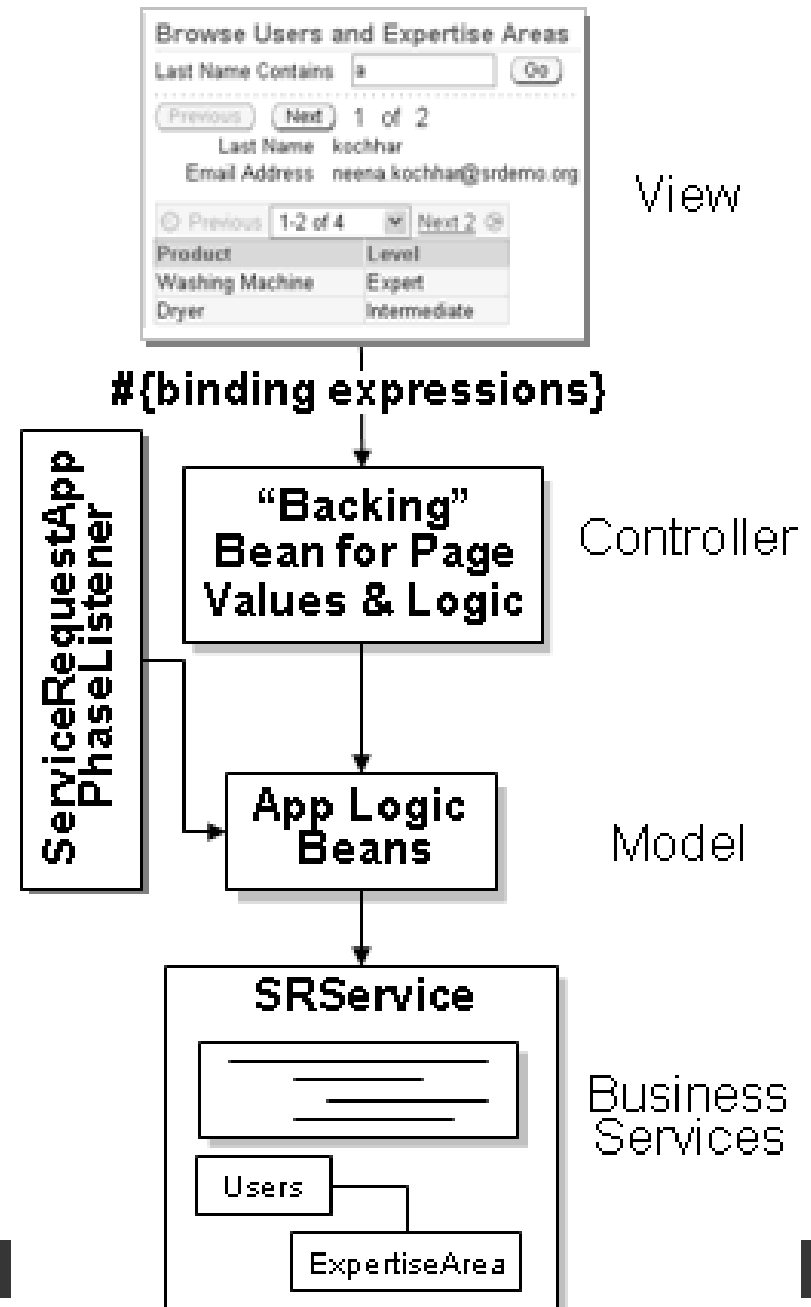 Browse Users and Expertise Areas
Last Name Contains a Go
Previous Next 1 of 2
Last Name kochhar
Email Address neena.kochhar@srdemo.org
Previous 1-2 of 4 Next 2
Product Level
Washing Machine Expert
Dryer Intermediate
View
#{binding expressions}
ServiceRequestApp
PhaseListener
“Backing”
Bean for Page
Values & Logic
Controller
App Logic
Beans
Model
SRService
Business
Services
Users
ExpertiseArea